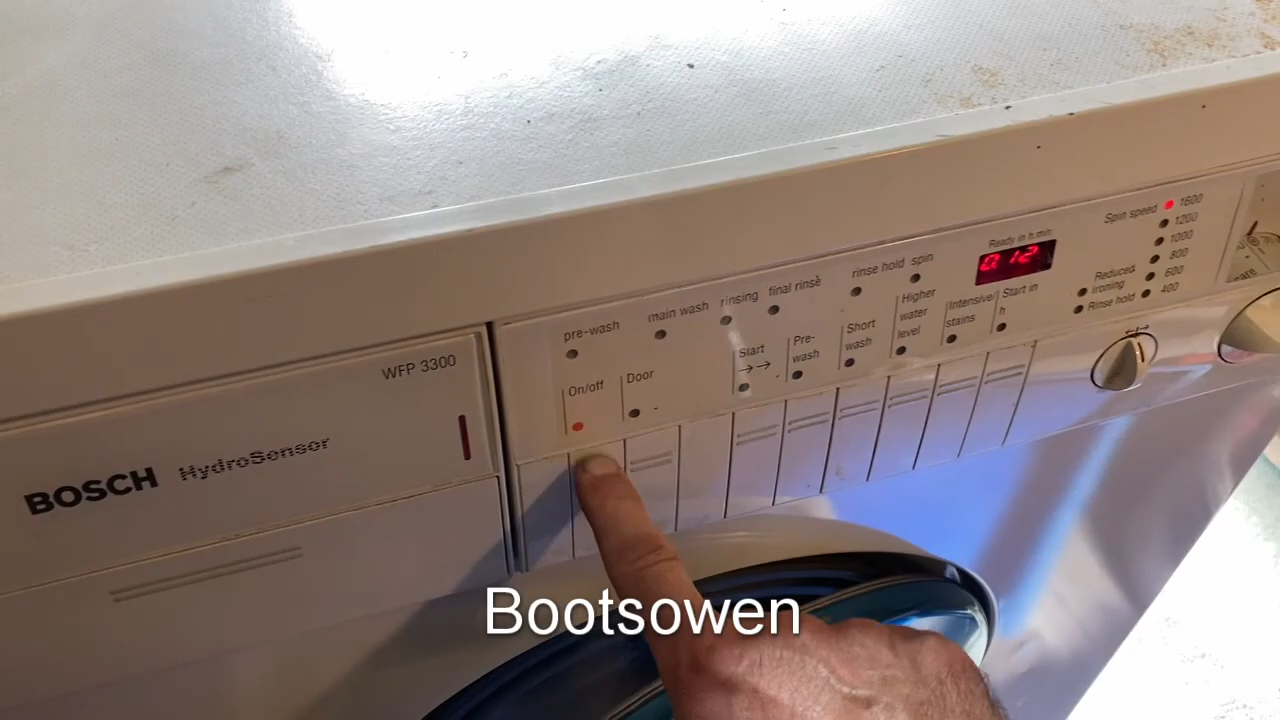 BOSCH HydroSensor
WFP 3300
pre-wash
main wash
rinsing
final rinse
rinse hold
spin
Ready in h.min
0 12
Spin speed
1600
1200
1000
800
600
400
Reduced
Ironing
Rinse hold
On/off
Door
Start
Pre-
wash
Short
wash
Higher
water
level
Intensive/
stains
Start in
h
Bootsowen